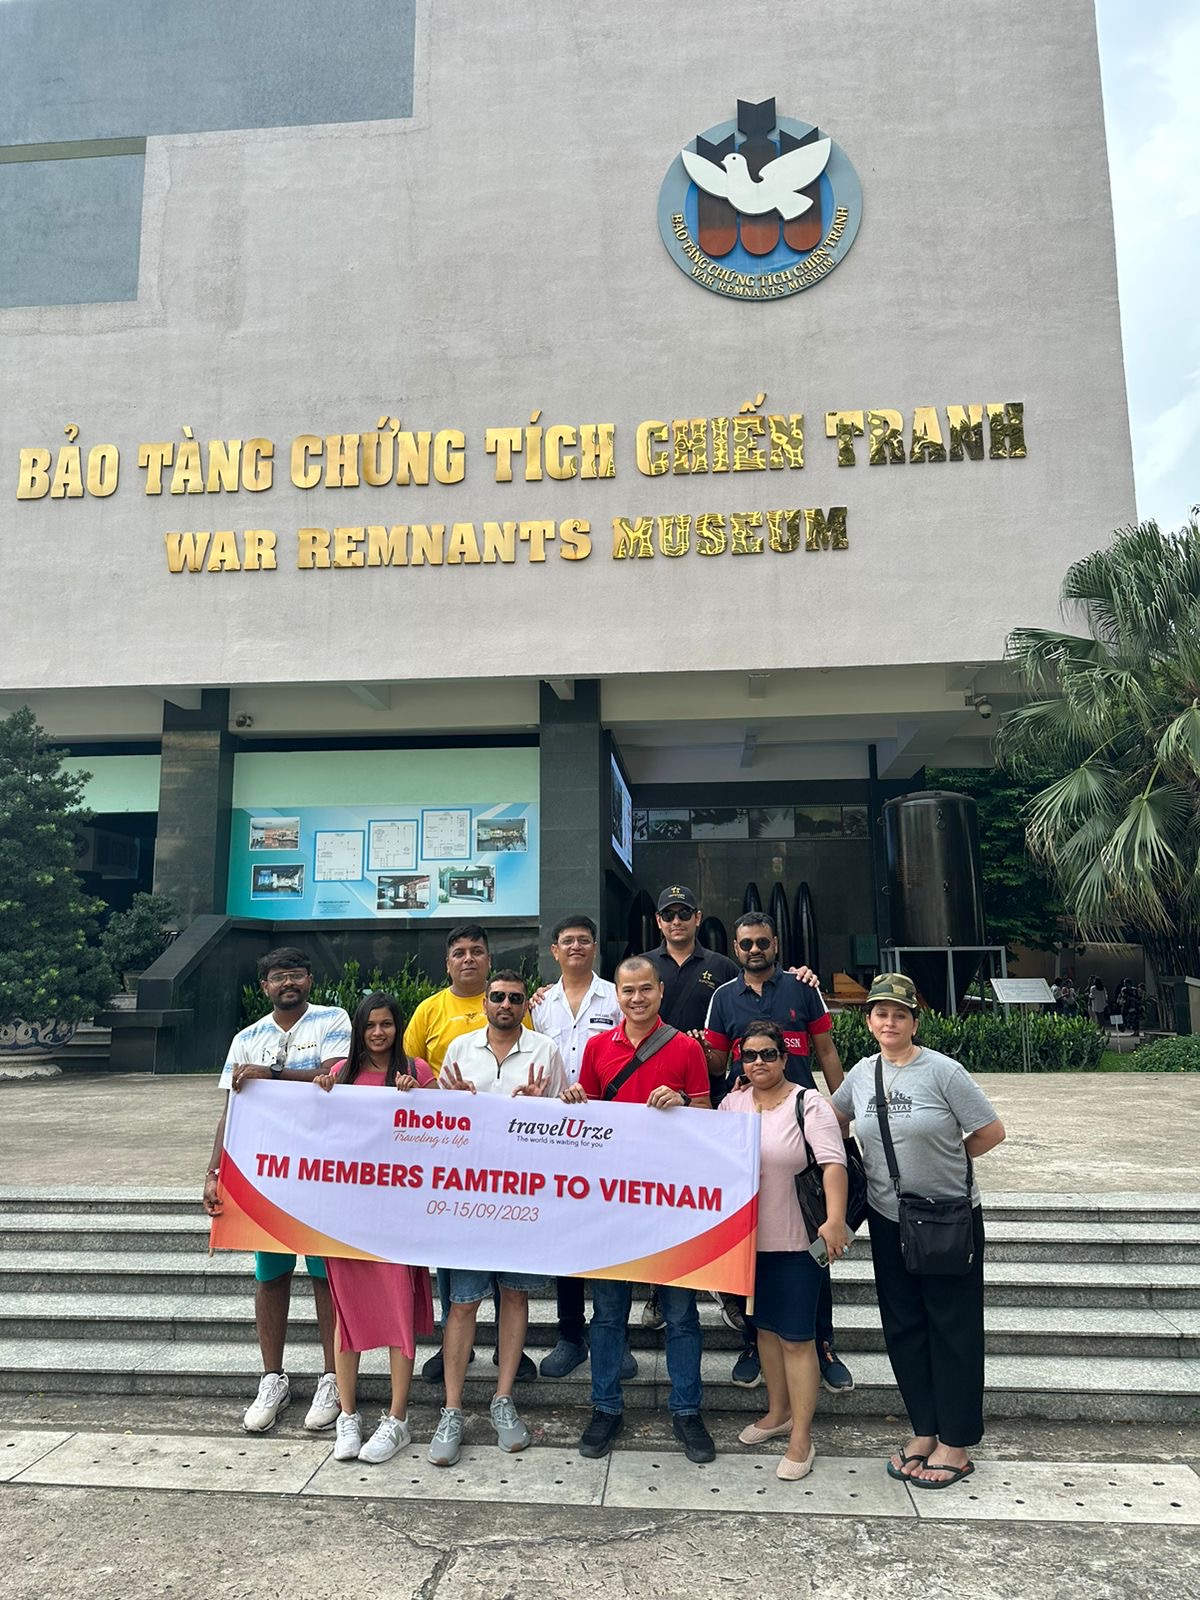 BẢO TÀNG CHỨNG TÍCH CHIẾN TRANH
WAR REMNANTS MUSEUM
BẢO TÀNG CHỨNG TÍCH CHIẾN TRANH
WAR REMNANTS MUSEUM
Ahotua
Traveling is life
travelUrze
The world is waiting for you
TM MEMBERS FAMTRIP TO VIETNAM
09-15/09/2023
HIMALAYAS